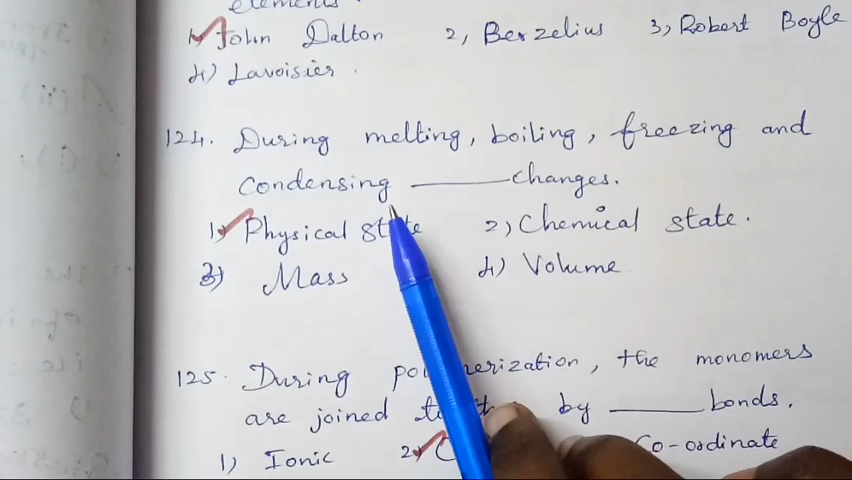 elements.
1) John Dalton 2, Berzelius 3, Robert Boyle
4) Lavoisier.
124. During melting, boiling, freezing and
condensing ______ changes.
1) Physical state 2) Chemical state.
3) Mass 4) Volume
125. During , the monomers
are joined by ______ bonds.
1) Ionic 2) Co-ordinate